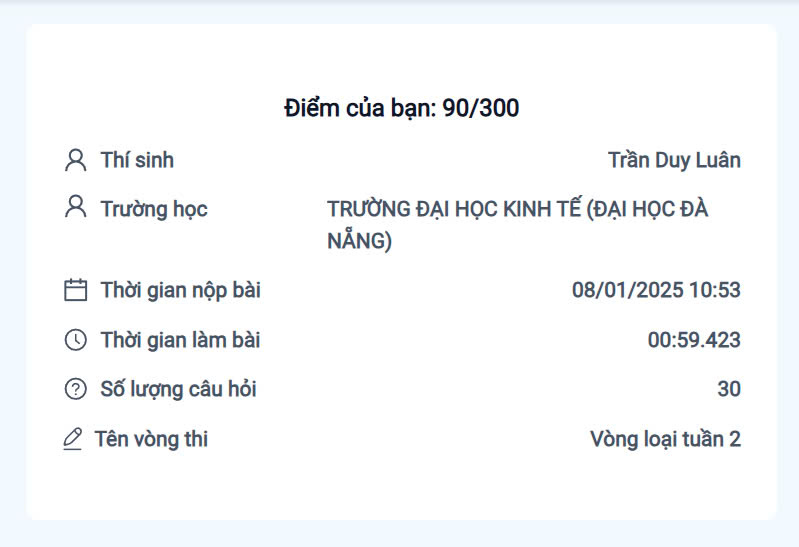 Điểm của bạn: 90/300
Thí sinh Trần Duy Luân
Trường học TRƯỜNG ĐẠI HỌC KINH TẾ (ĐẠI HỌC ĐÀ
NẴNG)
Thời gian nộp bài 08/01/2025 10:53
Thời gian làm bài 00:59.423
Số lượng câu hỏi 30
Tên vòng thi Vòng loại tuần 2